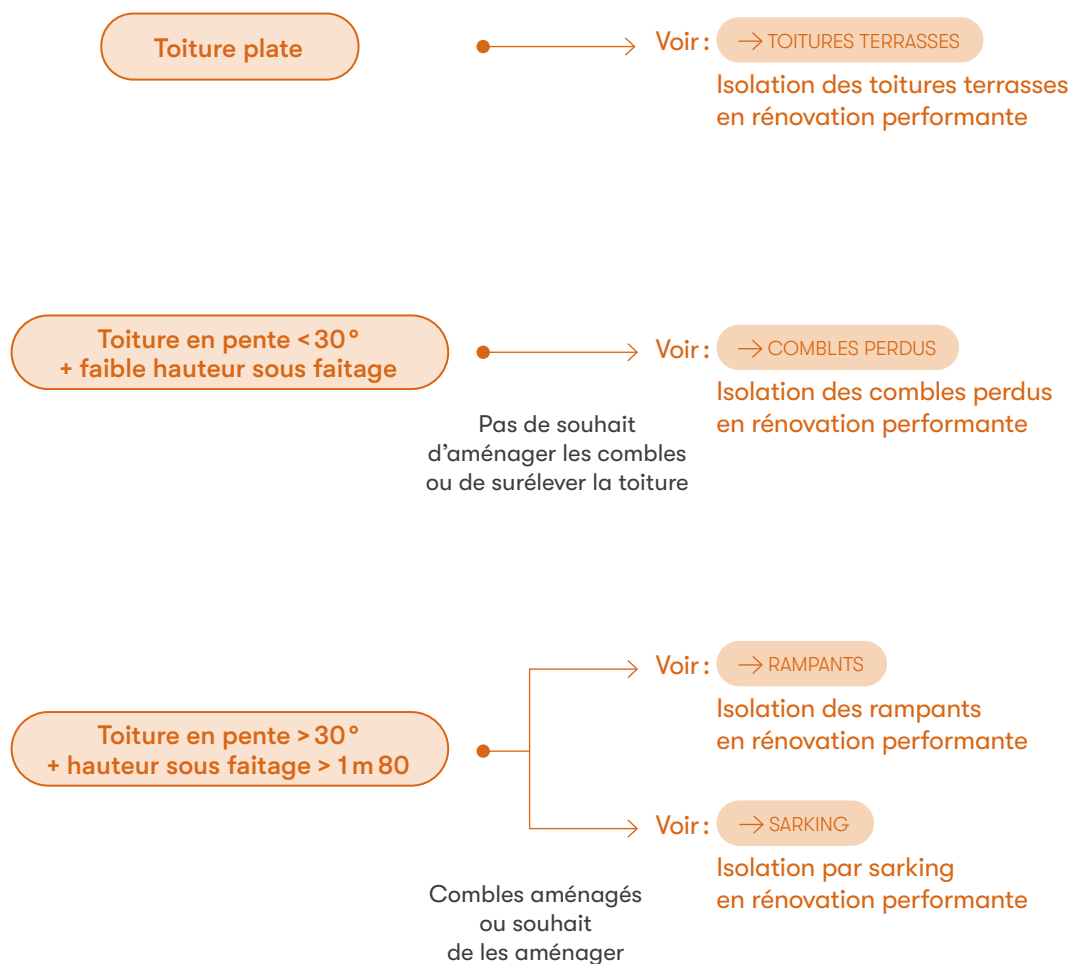 Toiture plate
Voir : → TOITURES TERRASSES
Isolation des toitures terrasses
en rénovation performante
Toiture en pente < 30°
+ faible hauteur sous faitage
Voir : → COMBLES PERDUS
Isolation des combles perdus
en rénovation performante
Pas de souhait
d'aménager les combles
ou de surélever la toiture
Toiture en pente > 30°
+ hauteur sous faitage > 1 m 80
Voir : → RAMPANTS
Isolation des rampants
en rénovation performante
Voir : → SARKING
Isolation par sarking
en rénovation performante
Combles aménagés
ou souhait
de les aménager